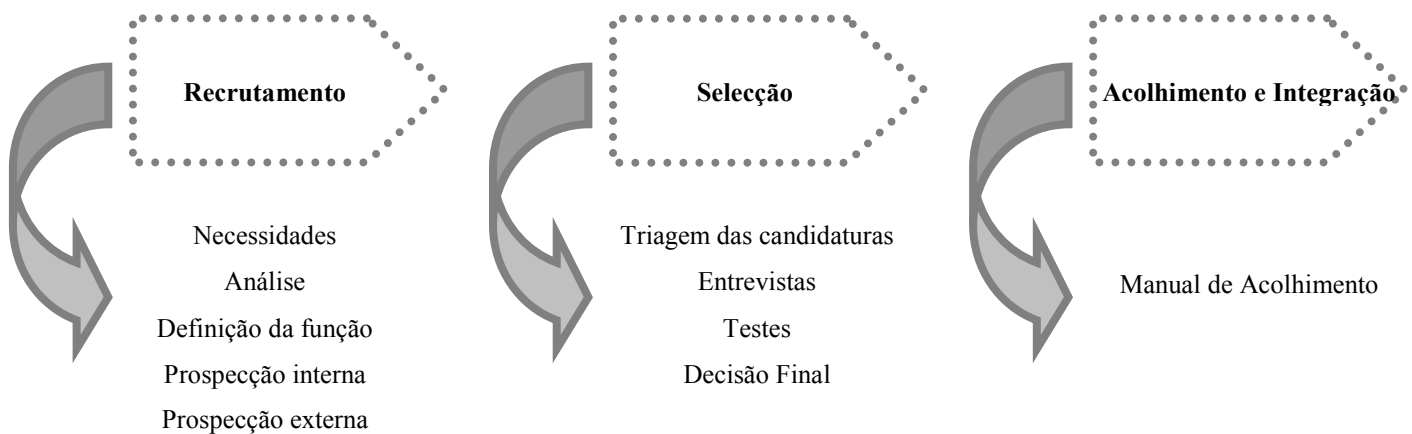 Recrutamento
Necessidades
Análise
Definição da função
Prospecção interna
Prospecção externa
Selecção
Triagem das candidaturas
Entrevistas
Testes
Decisão Final
Acolhimento e Integração
Manual de Acolhimento